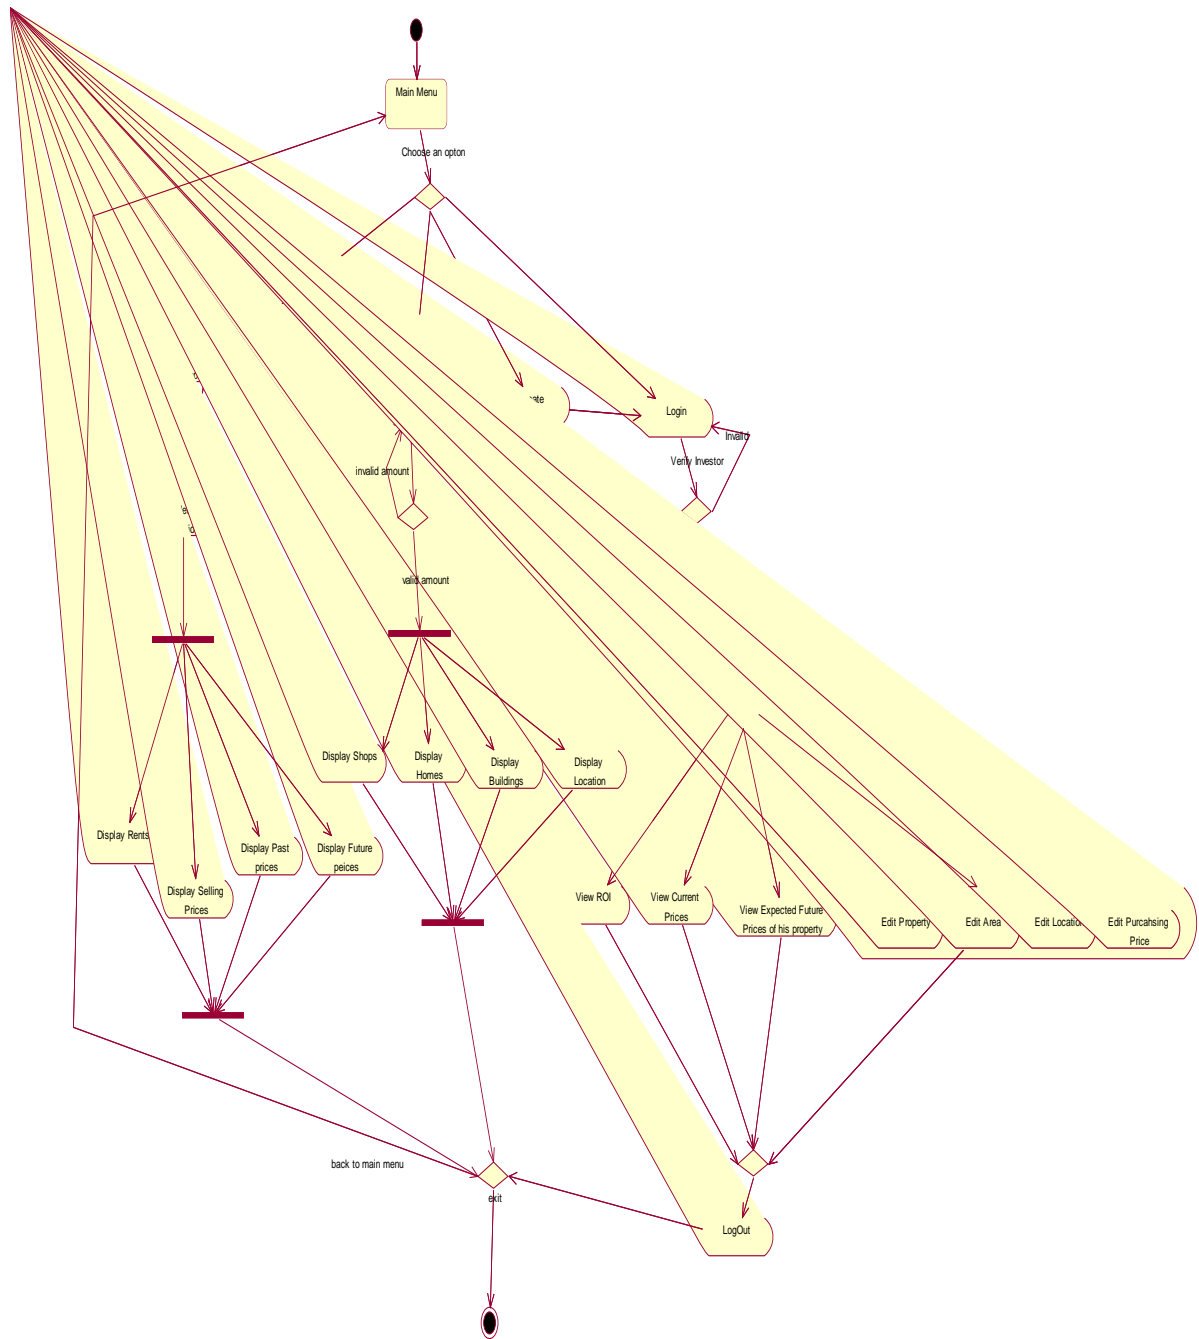 Main Menu
Choose an opton
Login
Invalid
Verify Investor
invalid amount
valid amount
Display Shops
Display
Homes
Display
Buildings
Display
Location
Display Rents
Display Selling
Prices
Display Past
prices
Display Future
peices
View ROI
View Current
Prices
View Expected Future
Prices of his property
Edit Property
Edit Area
Edit Location
Edit Purcahsing
Price
back to main menu
exit
LogOut